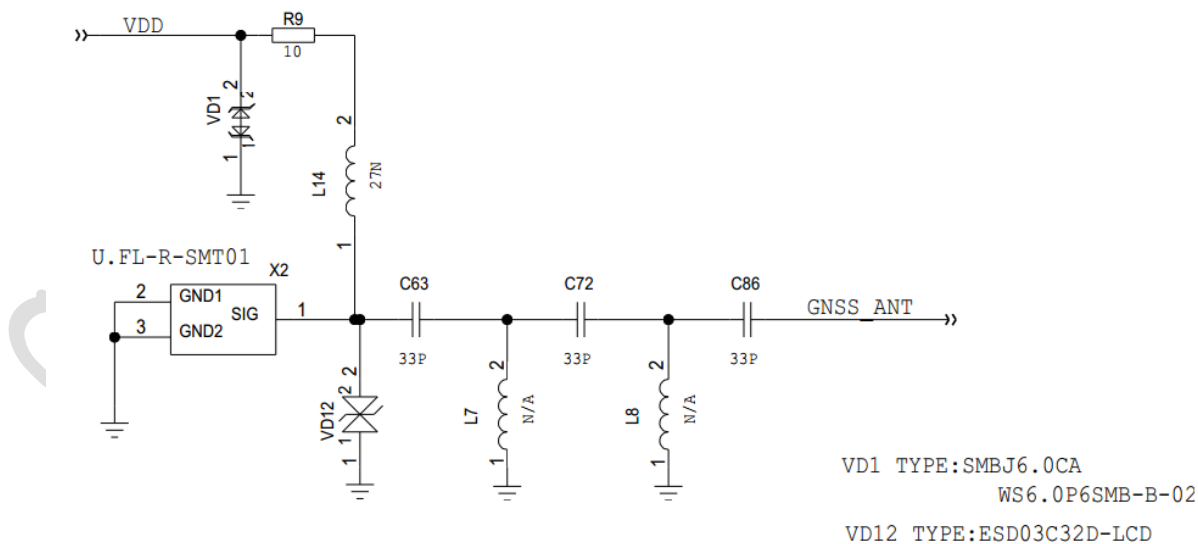 VDD
R9
10
2
VD1
2
1
1
2
L14
27N
1
U.FL-R-SMT01
X2
2
GND1
SIG
1
3
GND2
C63
33P
C72
33P
C86
33P
GNSS_ANT
2
2
VD12
1
1
2
L7
N/A
1
2
L8
N/A
1
VD1 TYPE:SMBJ6.0CA
WS6.0P6SMB-B-02
VD12 TYPE:ESD03C32D-LCD